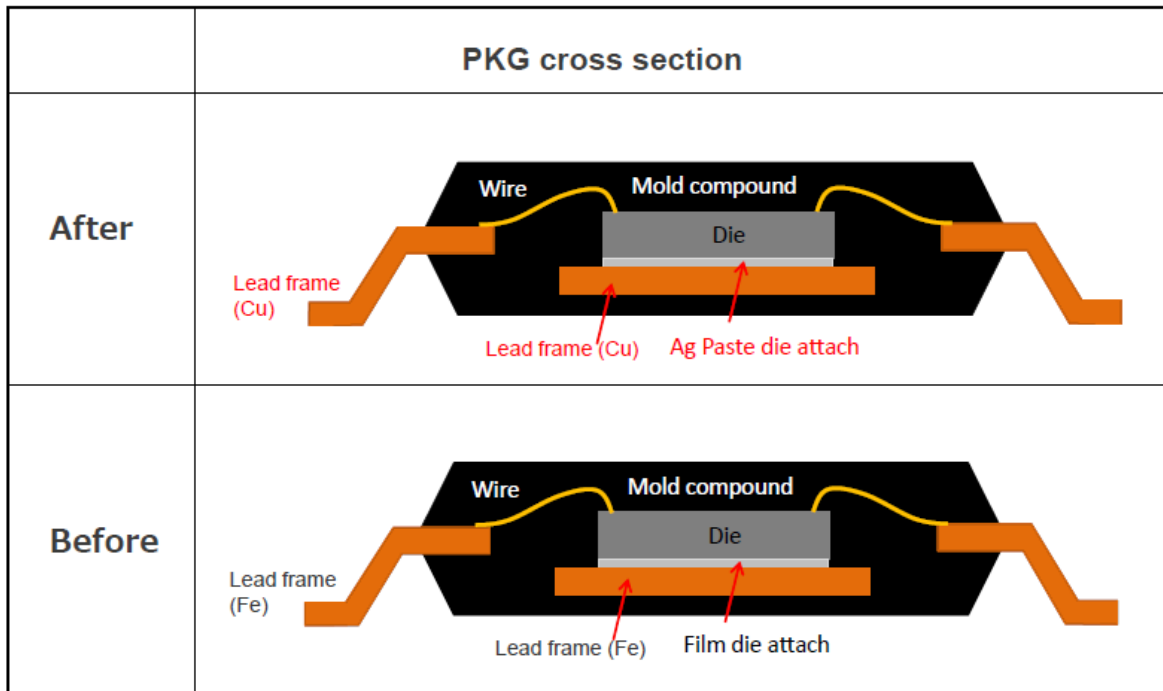 PKG cross section
After
Wire
Mold compound
Die
Lead frame
(Cu)
Lead frame (Cu)
Ag Paste die attach
Before
Wire
Mold compound
Die
Lead frame
(Fe)
Lead frame (Fe)
Film die attach